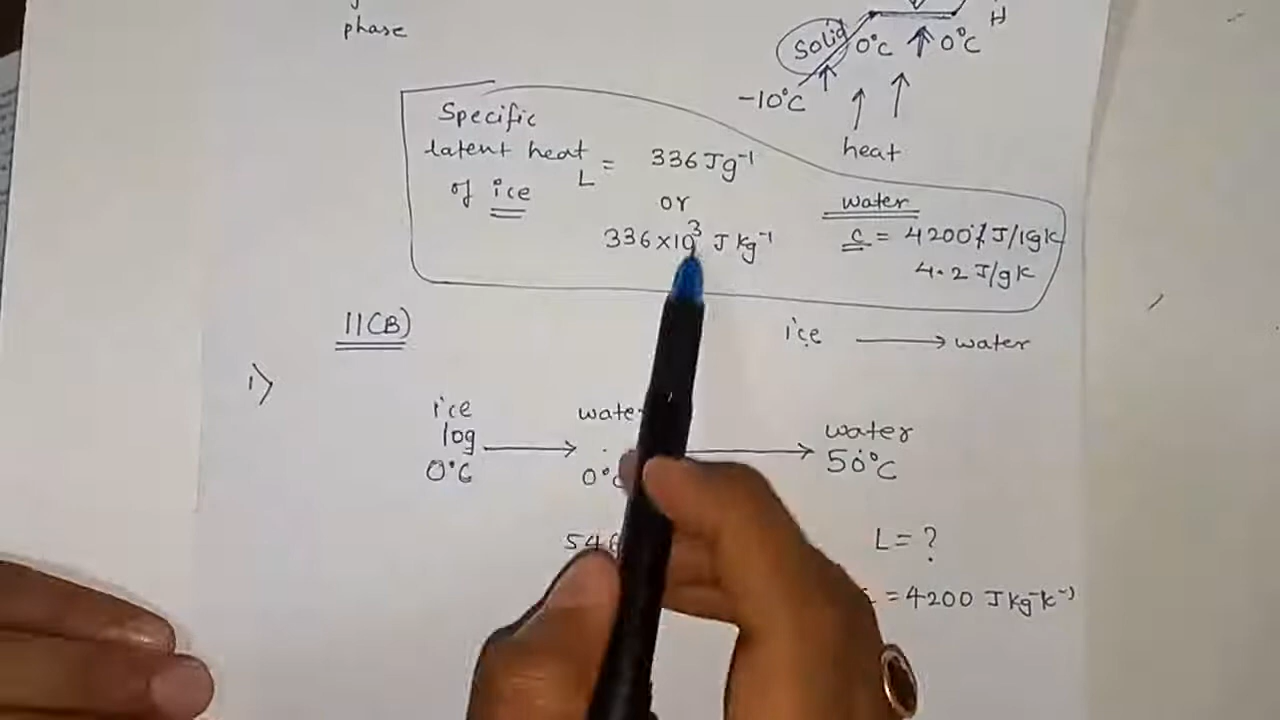 phase
Solid
0°C
0°C
H
-10°C
heat
Specific
latent heat
L = 336 Jg⁻¹
of ice
or
336×10³ J kg⁻¹
water
c = 4200 J/kgK
4.2 J/gK
11(B)
ice → water
1)
ice
10g
0°C
water
0°C
water
50°C
546
L = ?
= 4200 J kg⁻K⁻¹